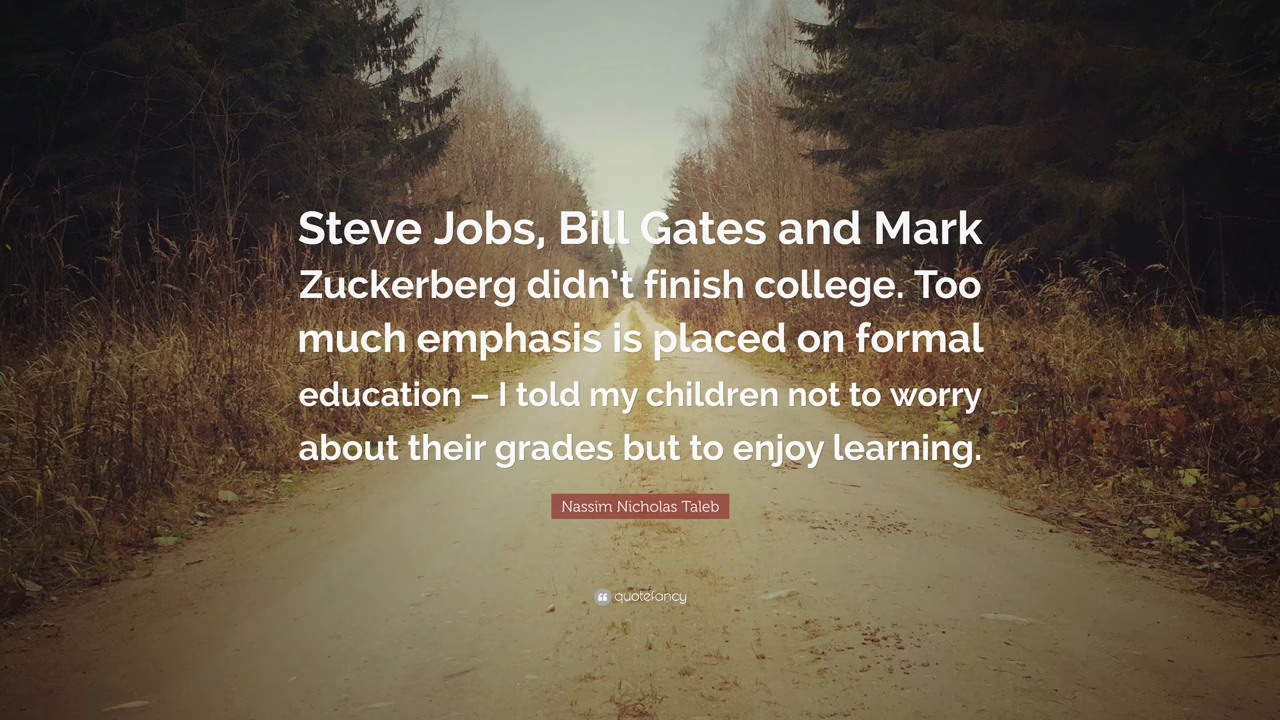 Steve Jobs, Bill Gates and Mark
Zuckerberg didn’t finish college. Too
much emphasis is placed on formal
education – I told my children not to worry
about their grades but to enjoy learning.
Nassim Nicholas Taleb
quotefancy